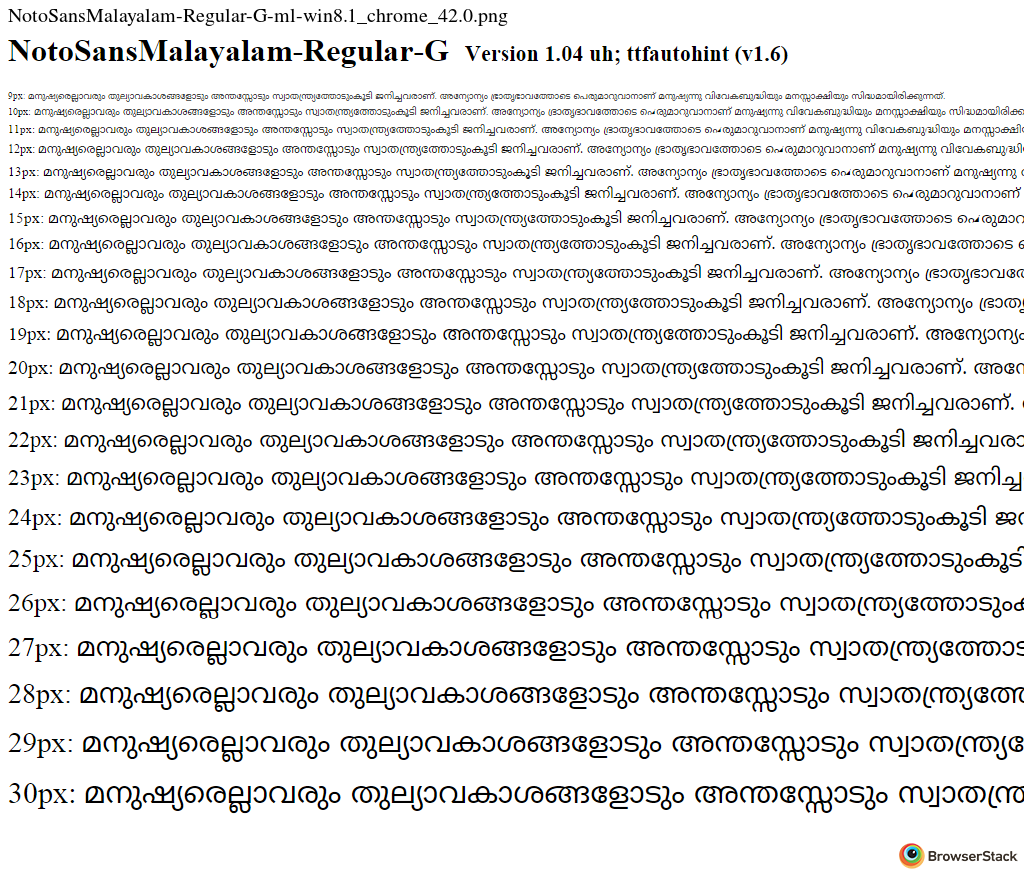 NotoSansMalayalam-Regular-G-ml-win8.1_chrome_42.0.png
NotoSansMalayalam-Regular-G Version 1.04 uh; ttfautohint (v1.6)
9px: മനുഷ്യരെല്ലാവരും തുല്യാവകാശങ്ങളോടും അന്തസ്സോടും സ്വാതന്ത്ര്യത്തോടുംകൂടി ജനിച്ചവരാണ്. അന്യോന്യം ഭ്രാതൃഭാവത്തോടെ പെരുമാറുവാനാണ് മനുഷ്യന്നു വിവേകബുദ്ധിയും മനസ്സാക്ഷിയും സിദ്ധമായിരിക്കുന്നത്.
10px: മനുഷ്യരെല്ലാവരും തുല്യാവകാശങ്ങളോടും അന്തസ്സോടും സ്വാതന്ത്ര്യത്തോടുംകൂടി ജനിച്ചവരാണ്. അന്യോന്യം ഭ്രാതൃഭാവത്തോടെ പെരുമാറുവാനാണ് മനുഷ്യന്നു വിവേകബുദ്ധിയും മനസ്സാക്ഷിയും
11px: മനുഷ്യരെല്ലാവരും തുല്യാവകാശങ്ങളോടും അന്തസ്സോടും സ്വാതന്ത്ര്യത്തോടുംകൂടി ജനിച്ചവരാണ്. അന്യോന്യം ഭ്രാതൃഭാവത്തോടെ പെരുമാറുവാനാണ് മനുഷ്യന്നു വിവേകബുദ്ധിയും
12px: മനുഷ്യരെല്ലാവരും തുല്യാവകാശങ്ങളോടും അന്തസ്സോടും സ്വാതന്ത്ര്യത്തോടുംകൂടി ജനിച്ചവരാണ്. അന്യോന്യം ഭ്രാതൃഭാവത്തോടെ പെരുമാറുവാനാണ് മനുഷ്യന്നു
13px: മനുഷ്യരെല്ലാവരും തുല്യാവകാശങ്ങളോടും അന്തസ്സോടും സ്വാതന്ത്ര്യത്തോടുംകൂടി ജനിച്ചവരാണ്. അന്യോന്യം ഭ്രാതൃഭാവത്തോടെ പെരുമാറുവാനാണ് മനുഷ്യന്നു
14px: മനുഷ്യരെല്ലാവരും തുല്യാവകാശങ്ങളോടും അന്തസ്സോടും സ്വാതന്ത്ര്യത്തോടുംകൂടി ജനിച്ചവരാണ്. അന്യോന്യം ഭ്രാതൃഭാവത്തോടെ പെരുമാറുവാനാണ്
15px: മനുഷ്യരെല്ലാവരും തുല്യാവകാശങ്ങളോടും അന്തസ്സോടും സ്വാതന്ത്ര്യത്തോടുംകൂടി ജനിച്ചവരാണ്. അന്യോന്യം ഭ്രാതൃഭാവത്തോടെ
16px: മനുഷ്യരെല്ലാവരും തുല്യാവകാശങ്ങളോടും അന്തസ്സോടും സ്വാതന്ത്ര്യത്തോടുംകൂടി ജനിച്ചവരാണ്. അന്യോന്യം ഭ്രാതൃഭാവത്തോടെ
17px: മനുഷ്യരെല്ലാവരും തുല്യാവകാശങ്ങളോടും അന്തസ്സോടും സ്വാതന്ത്ര്യത്തോടുംകൂടി ജനിച്ചവരാണ്. അന്യോന്യം
18px: മനുഷ്യരെല്ലാവരും തുല്യാവകാശങ്ങളോടും അന്തസ്സോടും സ്വാതന്ത്ര്യത്തോടുംകൂടി ജനിച്ചവരാണ്. അന്യോന്യം
19px: മനുഷ്യരെല്ലാവരും തുല്യാവകാശങ്ങളോടും അന്തസ്സോടും സ്വാതന്ത്ര്യത്തോടുംകൂടി ജനിച്ചവരാണ്. അന്യോന്യം
20px: മനുഷ്യരെല്ലാവരും തുല്യാവകാശങ്ങളോടും അന്തസ്സോടും സ്വാതന്ത്ര്യത്തോടുംകൂടി ജനിച്ചവരാണ്.
21px: മനുഷ്യരെല്ലാവരും തുല്യാവകാശങ്ങളോടും അന്തസ്സോടും സ്വാതന്ത്ര്യത്തോടുംകൂടി ജനിച്ചവരാണ്.
22px: മനുഷ്യരെല്ലാവരും തുല്യാവകാശങ്ങളോടും അന്തസ്സോടും സ്വാതന്ത്ര്യത്തോടുംകൂടി ജനിച്ചവരാ
23px: മനുഷ്യരെല്ലാവരും തുല്യാവകാശങ്ങളോടും അന്തസ്സോടും സ്വാതന്ത്ര്യത്തോടുംകൂടി ജനിച്ച
24px: മനുഷ്യരെല്ലാവരും തുല്യാവകാശങ്ങളോടും അന്തസ്സോടും സ്വാതന്ത്ര്യത്തോടുംകൂടി
25px: മനുഷ്യരെല്ലാവരും തുല്യാവകാശങ്ങളോടും അന്തസ്സോടും സ്വാതന്ത്ര്യത്തോടുംകൂടി
26px: മനുഷ്യരെല്ലാവരും തുല്യാവകാശങ്ങളോടും അന്തസ്സോടും സ്വാതന്ത്ര്യത്തോടും
27px: മനുഷ്യരെല്ലാവരും തുല്യാവകാശങ്ങളോടും അന്തസ്സോടും സ്വാതന്ത്ര്യത്തോട
28px: മനുഷ്യരെല്ലാവരും തുല്യാവകാശങ്ങളോടും അന്തസ്സോടും സ്വാതന്ത്ര്യത്തേ
29px: മനുഷ്യരെല്ലാവരും തുല്യാവകാശങ്ങളോടും അന്തസ്സോടും സ്വാതന്ത്ര്യ
30px: മനുഷ്യരെല്ലാവരും തുല്യാവകാശങ്ങളോടും അന്തസ്സോടും സ്വാതന്ത്ര
BrowserStack